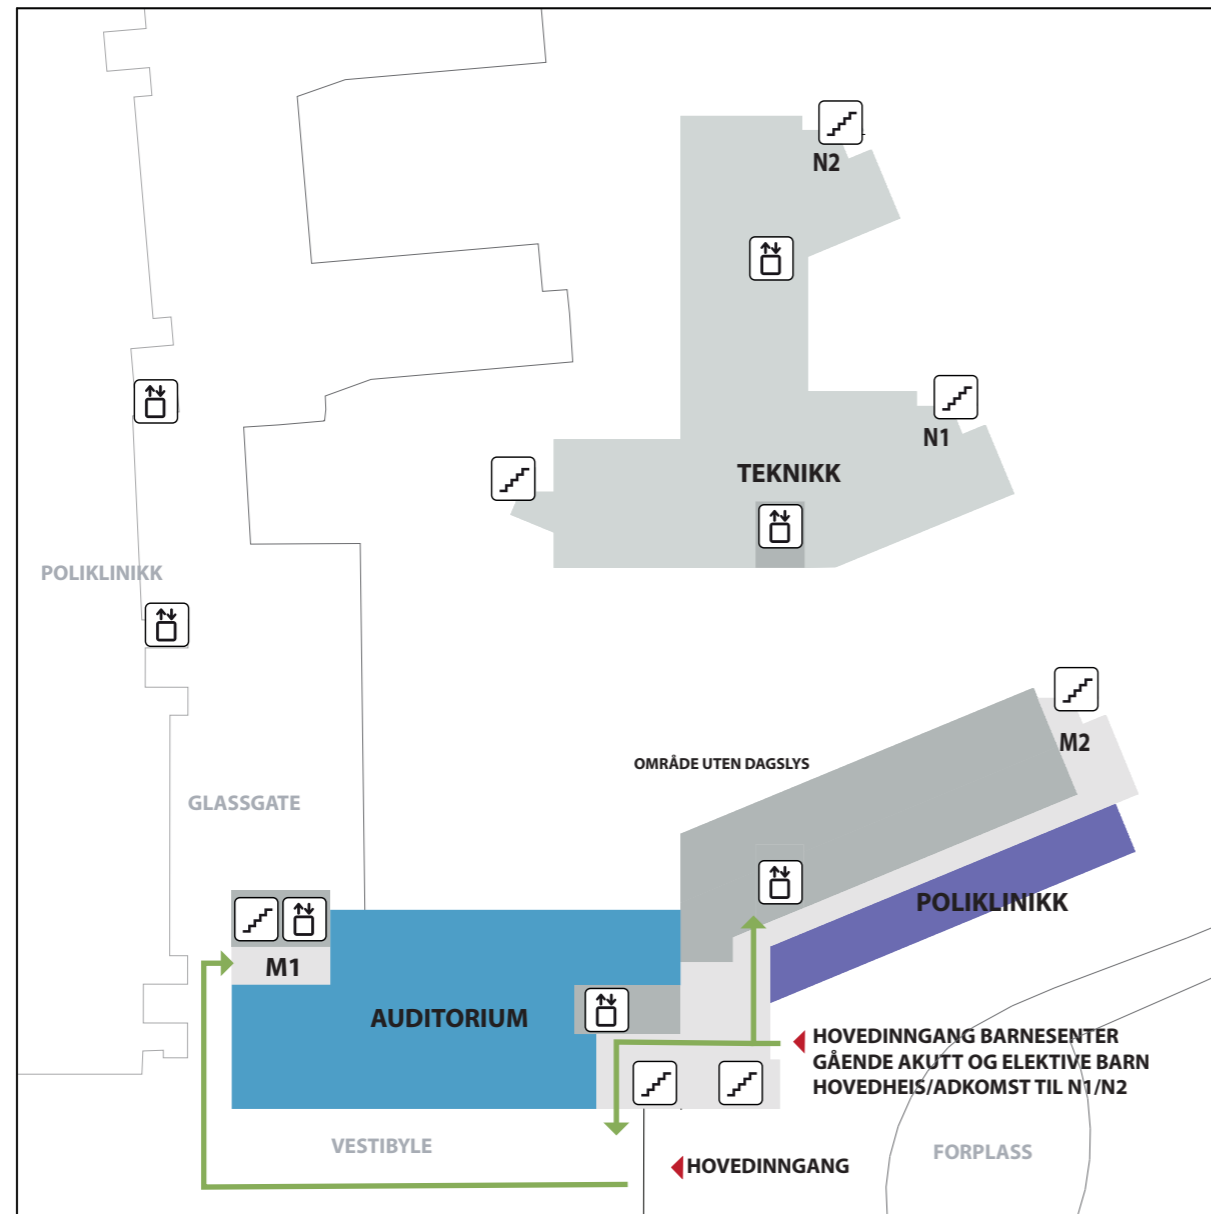 N2
N1
TEKNIKK
POLIKLINIKK
M2
OMRÅDE UTEN DAGSLYS
GLASSGATE
POLIKLINIKK
M1
AUDITORIUM
HOVEDINNGANG BARNESENTER
GÅENDE AKUTT OG ELEKTIVE BARN
HOVEDHEIS/ADKOMST TIL N1/N2
VESTIBYLE
FORPLASS
HOVEDINNGANG